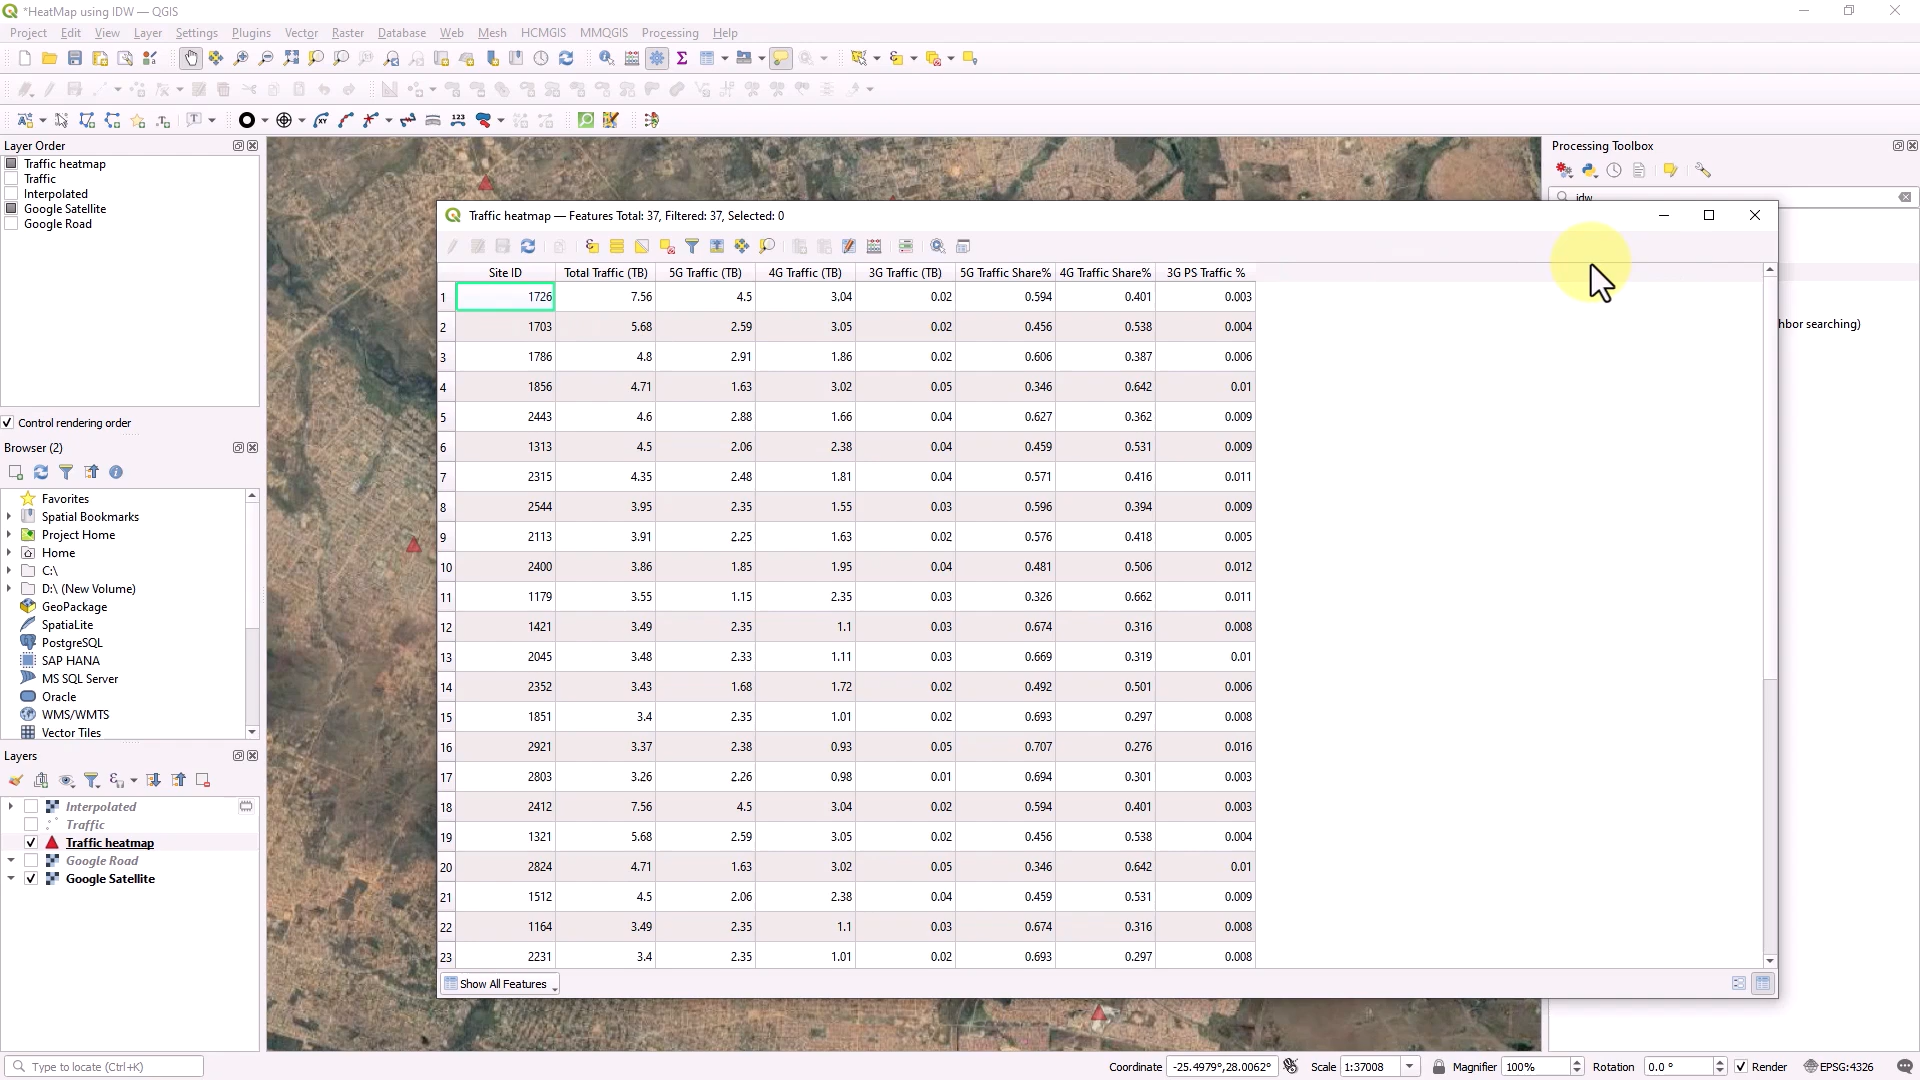 *HeatMap using IDW — QGIS
Project Edit View Layer Settings Plugins Vector Raster Database Web Mesh HCMGIS MMQGIS Processing Help
Layer Order
Traffic heatmap
Traffic
Interpolated
Google Satellite
Google Road
Control rendering order
Browser (2)
Favorites
Spatial Bookmarks
Project Home
Home
C:\
D:\ (New Volume)
GeoPackage
SpatiaLite
PostgreSQL
SAP HANA
MS SQL Server
Oracle
WMS/WMTS
Vector Tiles
Layers
Interpolated
Traffic
Traffic heatmap
Google Road
Google Satellite
Processing Toolbox
idw
hbor searching)
Traffic heatmap — Features Total: 37, Filtered: 37, Selected: 0
Site ID Total Traffic (TB) 5G Traffic (TB) 4G Traffic (TB) 3G Traffic (TB) 5G Traffic Share% 4G Traffic Share% 3G PS Traffic %
1 1726 7.56 4.5 3.04 0.02 0.594 0.401 0.003
2 1703 5.68 2.59 3.05 0.02 0.456 0.538 0.004
3 1786 4.8 2.91 1.86 0.02 0.606 0.387 0.006
4 1856 4.71 1.63 3.02 0.05 0.346 0.642 0.01
5 2443 4.6 2.88 1.66 0.04 0.627 0.362 0.009
6 1313 4.5 2.06 2.38 0.04 0.459 0.531 0.009
7 2315 4.35 2.48 1.81 0.04 0.571 0.416 0.011
8 2544 3.95 2.35 1.55 0.03 0.596 0.394 0.009
9 2113 3.91 2.25 1.63 0.02 0.576 0.418 0.005
10 2400 3.86 1.85 1.95 0.04 0.481 0.506 0.012
11 1179 3.55 1.15 2.35 0.03 0.326 0.662 0.011
12 1421 3.49 2.35 1.1 0.03 0.674 0.316 0.008
13 2045 3.48 2.33 1.11 0.03 0.669 0.319 0.01
14 2352 3.43 1.68 1.72 0.02 0.492 0.501 0.006
15 1851 3.4 2.35 1.01 0.02 0.693 0.297 0.008
16 2921 3.37 2.38 0.93 0.05 0.707 0.276 0.016
17 2803 3.26 2.26 0.98 0.01 0.694 0.301 0.003
18 2412 7.56 4.5 3.04 0.02 0.594 0.401 0.003
19 1321 5.68 2.59 3.05 0.02 0.456 0.538 0.004
20 2824 4.71 1.63 3.02 0.05 0.346 0.642 0.01
21 1512 4.5 2.06 2.38 0.04 0.459 0.531 0.009
22 1164 3.49 2.35 1.1 0.03 0.674 0.316 0.008
23 2231 3.4 2.35 1.01 0.02 0.693 0.297 0.008
Show All Features
Type to locate (Ctrl+K)
Coordinate -25.4979°,28.0062° Scale 1:37008 Magnifier 100% Rotation 0.0 ° Render EPSG:4326